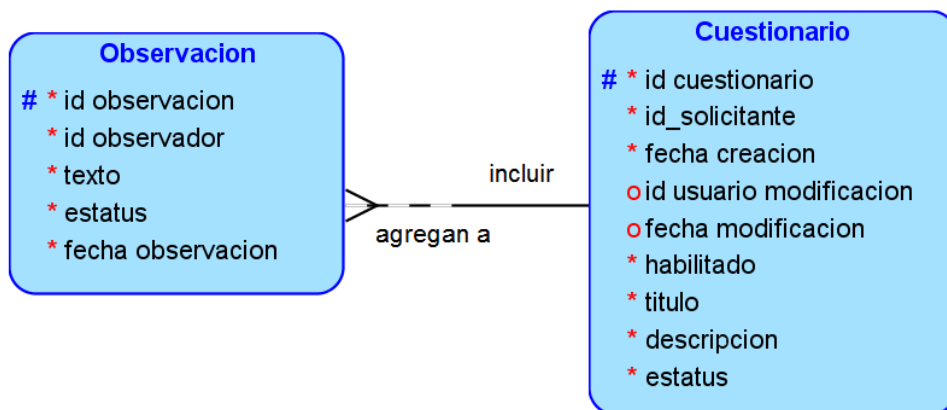 Observacion
# * id observacion
* id observador
* texto
* estatus
* fecha observacion
incluir
agregan a
Cuestionario
# * id cuestionario
* id_solicitante
* fecha creacion
o id usuario modificacion
o fecha modificacion
* habilitado
* titulo
* descripcion
* estatus